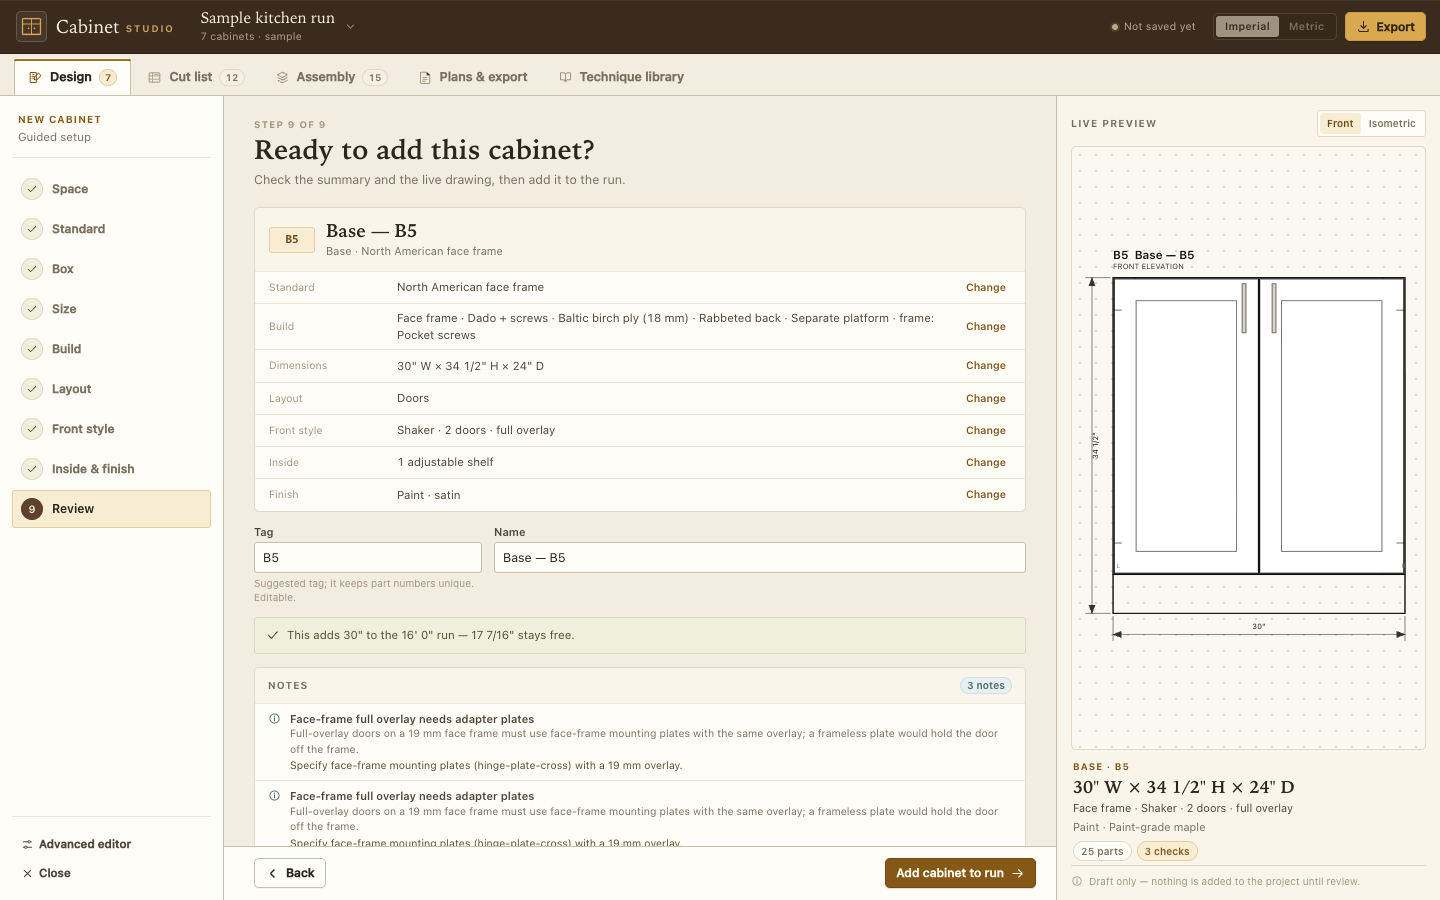 Cabinet STUDIO
Sample kitchen run
7 cabinets · sample
Not saved yet
Imperial
Metric
Export
Design 7
Cut list 12
Assembly 15
Plans & export
Technique library
NEW CABINET
Guided setup
Space
Standard
Box
Size
Build
Layout
Front style
Inside & finish
9 Review
Advanced editor
Close
STEP 9 OF 9
Ready to add this cabinet?
Check the summary and the live drawing, then add it to the run.
B5
Base — B5
Base · North American face frame
Standard North American face frame Change
Build Face frame · Dado + screws · Baltic birch ply (18 mm) · Rabbeted back · Separate platform · frame: Change
Pocket screws
Dimensions 30" W × 34 1/2" H × 24" D Change
Layout Doors Change
Front style Shaker · 2 doors · full overlay Change
Inside 1 adjustable shelf Change
Finish Paint · satin Change
Tag
B5
Suggested tag; it keeps part numbers unique.
Editable.
Name
Base — B5
This adds 30" to the 16' 0" run — 17 7/16" stays free.
NOTES 3 notes
Face-frame full overlay needs adapter plates
Full-overlay doors on a 19 mm face frame must use face-frame mounting plates with the same overlay; a frameless plate would hold the door
off the frame.
Specify face-frame mounting plates (hinge-plate-cross) with a 19 mm overlay.
Face-frame full overlay needs adapter plates
Full-overlay doors on a 19 mm face frame must use face-frame mounting plates with the same overlay; a frameless plate would hold the door
off the frame.
Specify face-frame mounting plates (hinge-plate-cross) with a 19 mm overlay.
Back
Add cabinet to run
LIVE PREVIEW
Front
Isometric
B5 Base — B5
FRONT ELEVATION
34 1/2"
30"
BASE · B5
30" W × 34 1/2" H × 24" D
Face frame · Shaker · 2 doors · full overlay
Paint · Paint-grade maple
25 parts
3 checks
Draft only — nothing is added to the project until review.